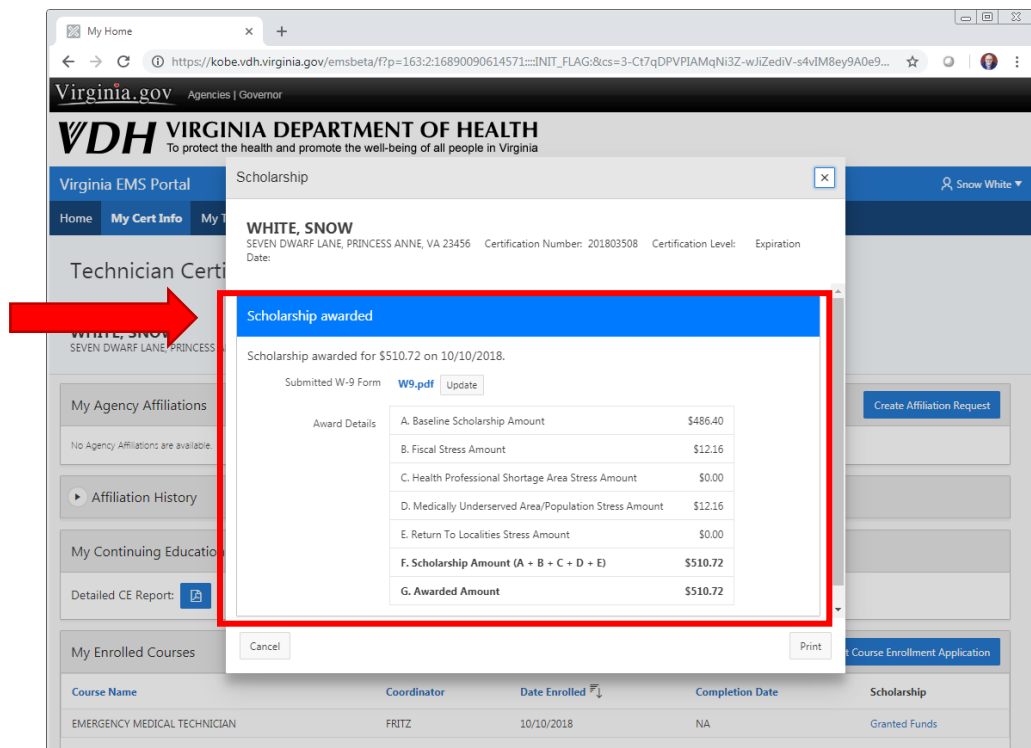 My Home
https://kobe.vdh.virginia.gov/emsbeta/f?p=163:2:16890090614571::::INIT_FLAG:&cs=3-Ct7qDPVPIAMqNi3Z-wJiZediV-s4vIM8ey9A0e9...
Virginia.gov Agencies | Governor
VDH VIRGINIA DEPARTMENT OF HEALTH
To protect the health and promote the well-being of all people in Virginia
Virginia EMS Portal
Snow White
Home My Cert Info My T
Scholarship
WHITE, SNOW
SEVEN DWARF LANE, PRINCESS ANNE, VA 23456 Certification Number: 201803508 Certification Level: Expiration
Date:
Technician Certi
WHITE, SNOW
SEVEN DWARF LANE, PRINCESS A
Scholarship awarded
Scholarship awarded for $510.72 on 10/10/2018.
Submitted W-9 Form W9.pdf Update
Award Details
A. Baseline Scholarship Amount $486.40
B. Fiscal Stress Amount $12.16
C. Health Professional Shortage Area Stress Amount $0.00
D. Medically Underserved Area/Population Stress Amount $12.16
E. Return To Localities Stress Amount $0.00
F. Scholarship Amount (A + B + C + D + E) $510.72
G. Awarded Amount $510.72
Cancel Print
My Agency Affiliations Create Affiliation Request
No Agency Affiliations are available.
Affiliation History
My Continuing Education
Detailed CE Report:
My Enrolled Courses t Course Enrollment Application
Course Name Coordinator Date Enrolled Completion Date Scholarship
EMERGENCY MEDICAL TECHNICIAN FRITZ 10/10/2018 NA Granted Funds